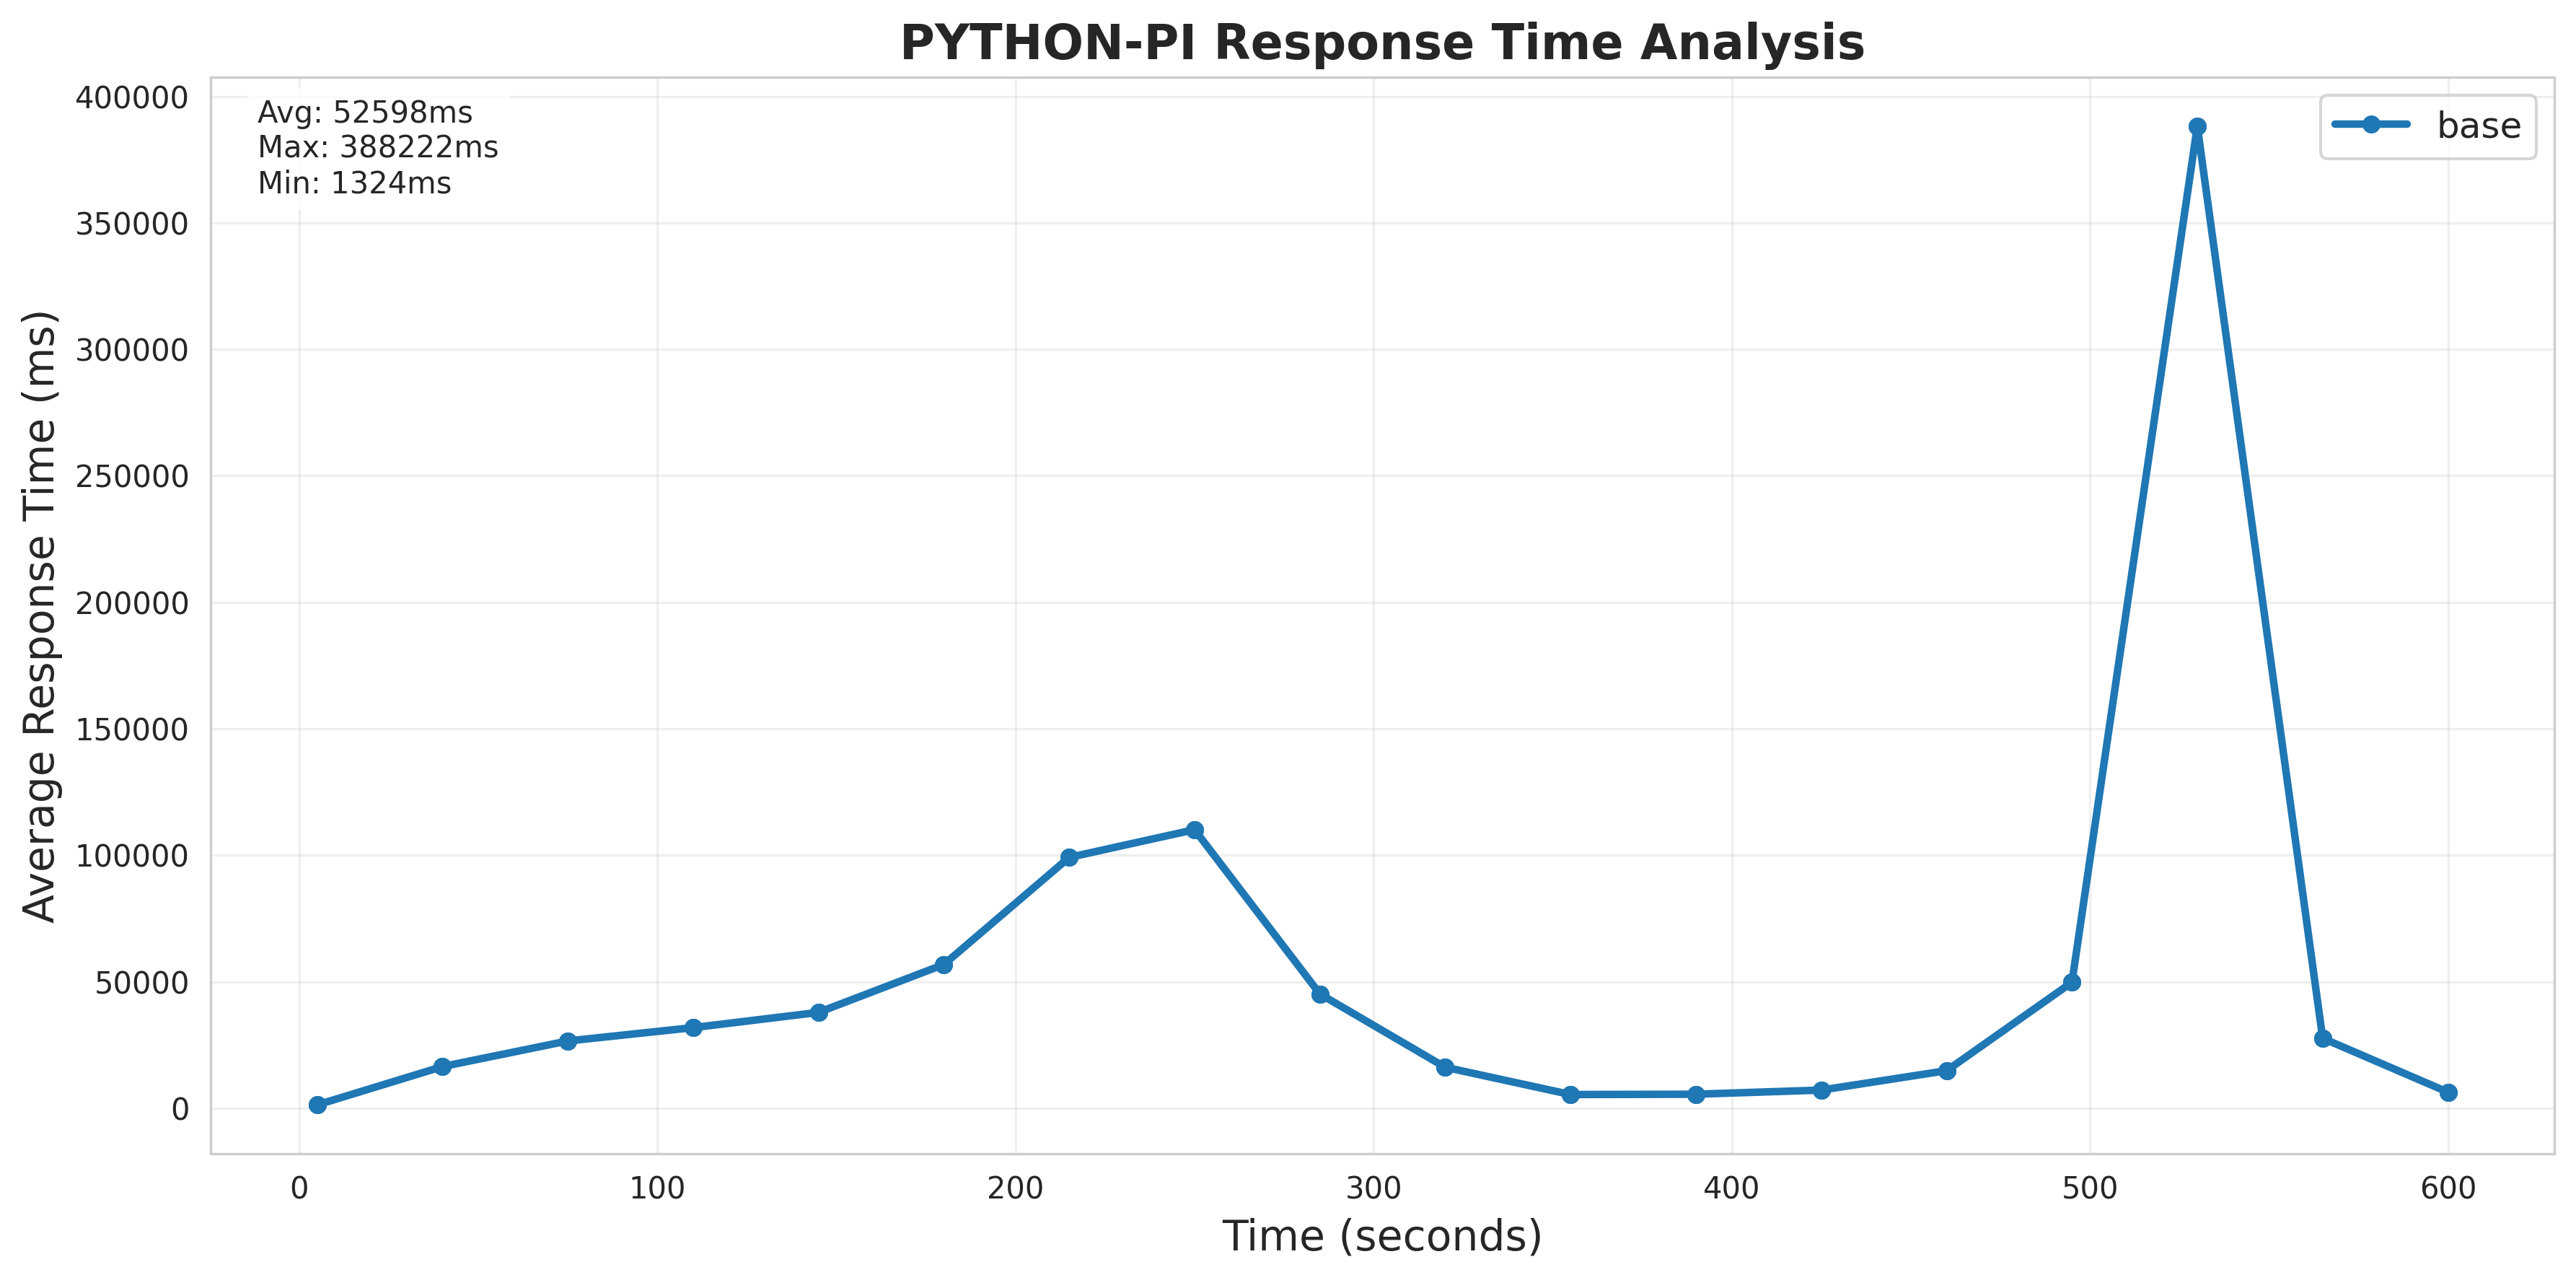 PYTHON-PI Response Time Analysis
Avg: 52598ms
Max: 388222ms
Min: 1324ms
base
Average Response Time (ms)
400000
350000
300000
250000
200000
150000
100000
50000
0
0 100 200 300 400 500 600
Time (seconds)